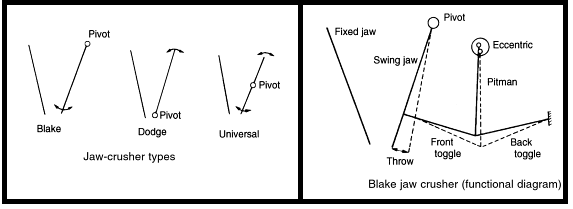 Pivot
Pivot
Pivot
Blake
Dodge
Universal
Jaw-crusher types
Pivot
Fixed jaw
Eccentric
Swing jaw
Pitman
Front
toggle
Back
toggle
Throw
Blake jaw crusher (functional diagram)